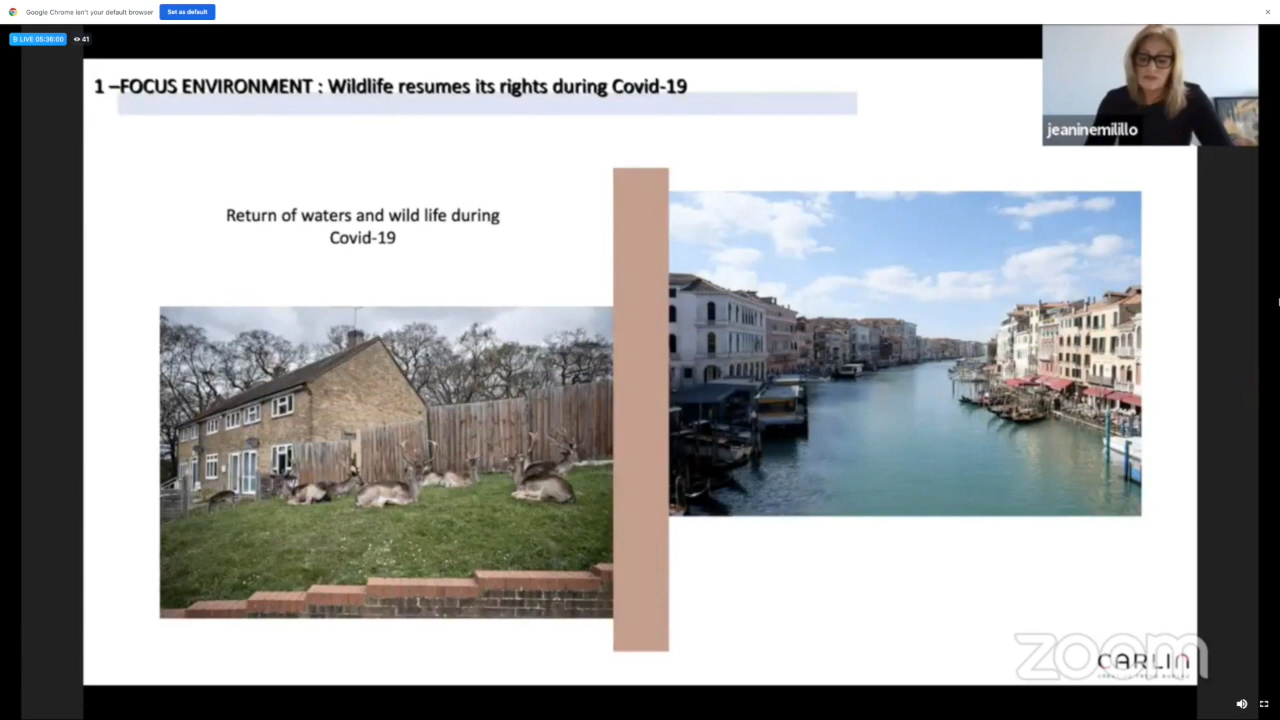 Google Chrome isn't your default browser
Set as default
LIVE 05:36:00
41
1 –FOCUS ENVIRONMENT : Wildlife resumes its rights during Covid-19
jeaninemilillo
Return of waters and wild life during
Covid-19
zoom
CARLIN